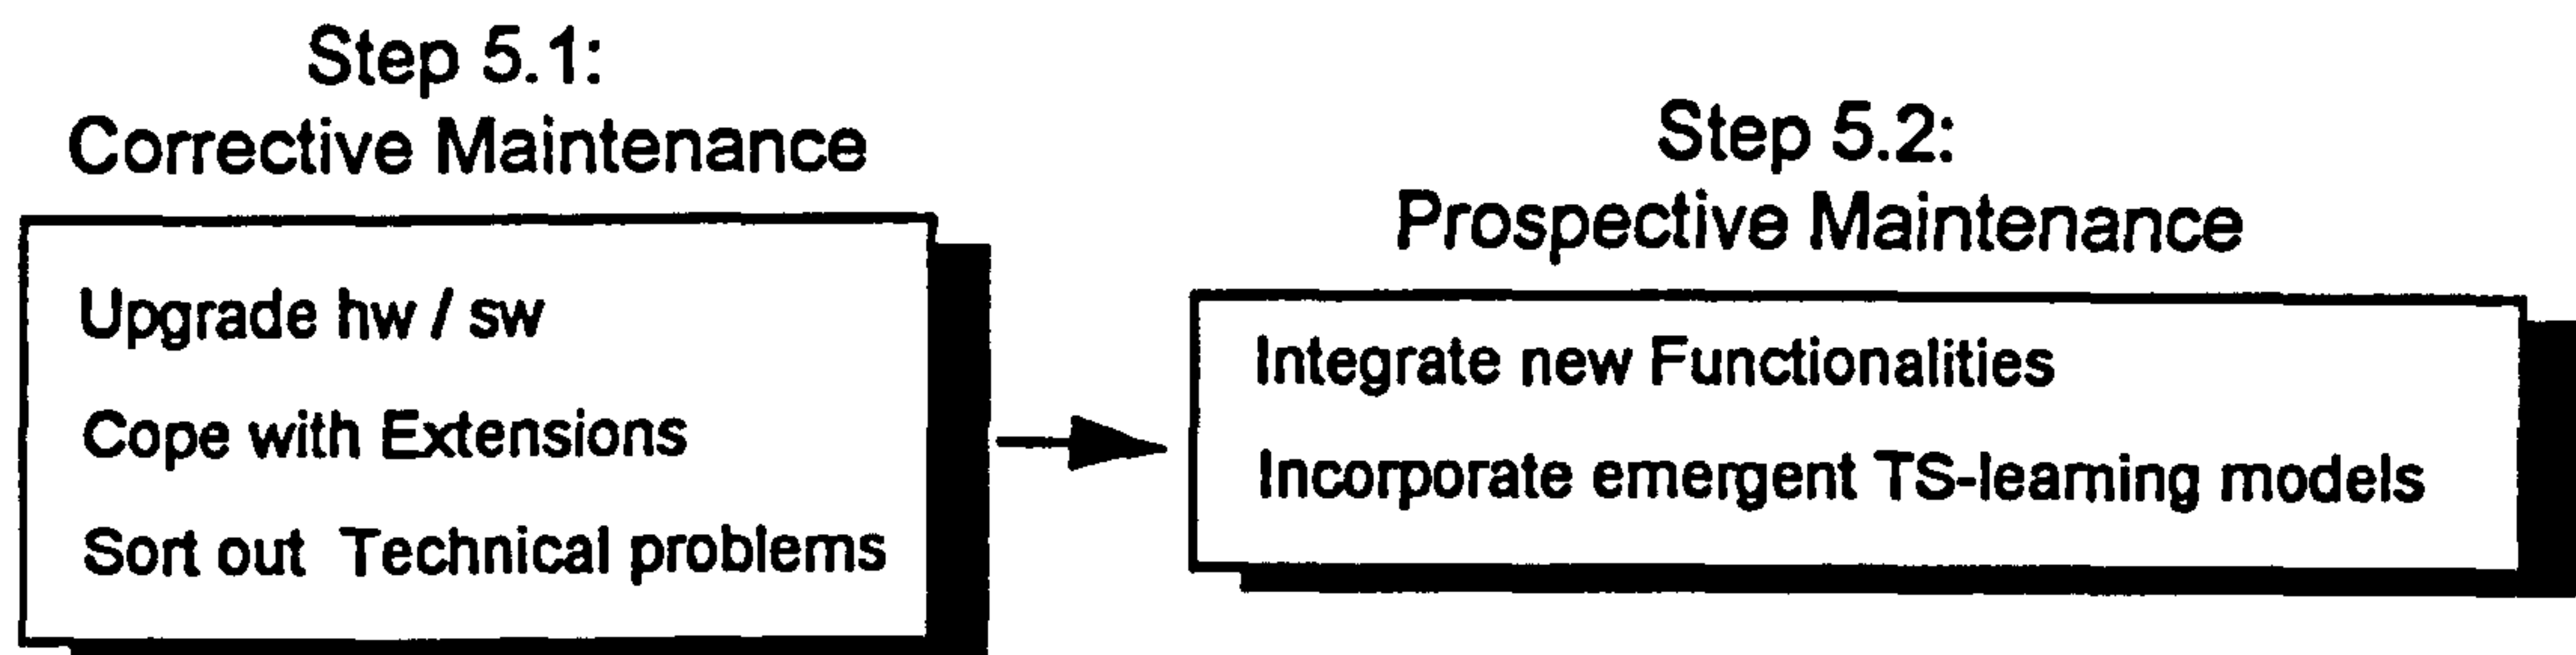 Step 5.1:
Corrective Maintenance
Upgrade hw / sw
Cope with Extensions
Sort out Technical problems
Step 5.2:
Prospective Maintenance
Integrate new Functionalities
Incorporate emergent TS-learning models